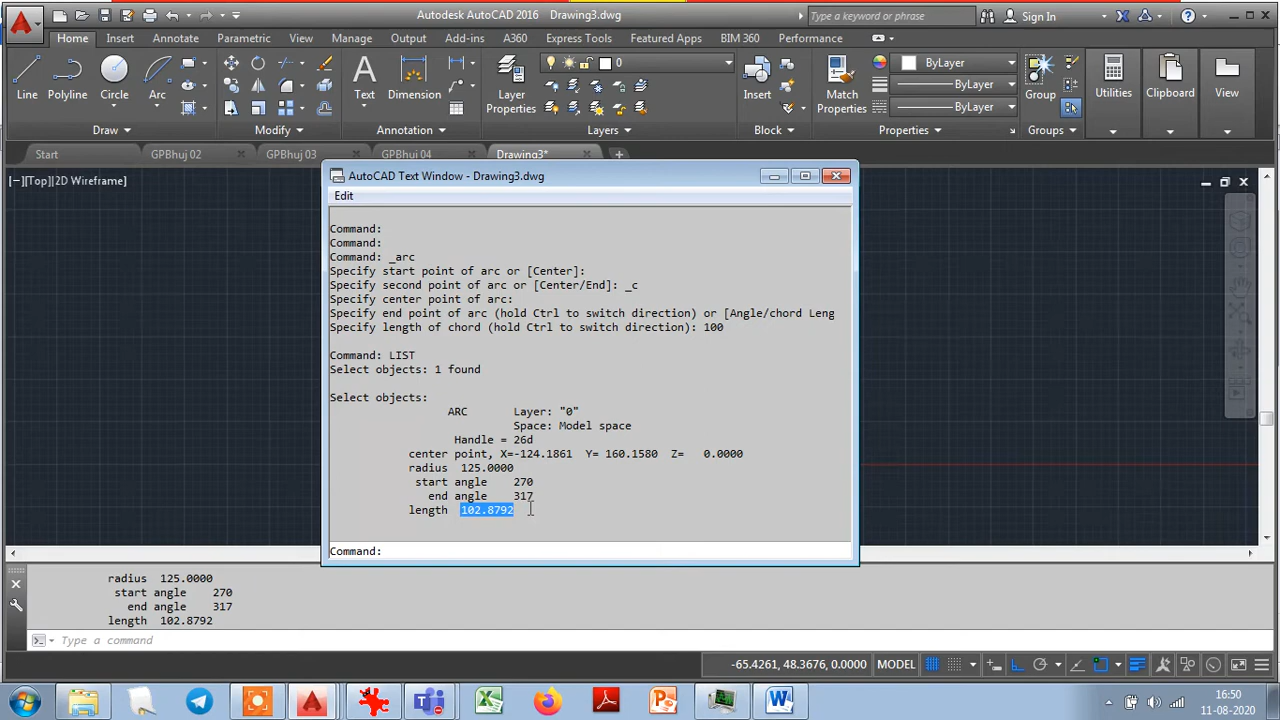 Autodesk AutoCAD 2016 Drawing3.dwg
Type a keyword or phrase
Sign In
Home Insert Annotate Parametric View Manage Output Add-ins A360 Express Tools Featured Apps BIM 360 Performance
Line Polyline Circle Arc Text Dimension Layer Properties Insert Match Properties Group Utilities Clipboard View
0
ByLayer
ByLayer
ByLayer
Draw Modify Annotation Layers Block Properties Groups
Start GPBhuj 02 GPBhuj 03 GPBhuj 04 Drawing3*
[−][Top][2D Wireframe]
AutoCAD Text Window - Drawing3.dwg
Edit
Command:
Command:
Command: _arc
Specify start point of arc or [Center]:
Specify second point of arc or [Center/End]: _c
Specify center point of arc:
Specify end point of arc (hold Ctrl to switch direction) or [Angle/chord Leng
Specify length of chord (hold Ctrl to switch direction): 100
Command: LIST
Select objects: 1 found
Select objects:
ARC Layer: "0"
Space: Model space
Handle = 26d
center point, X=-124.1861 Y= 160.1580 Z= 0.0000
radius 125.0000
start angle 270
end angle 317
length 102.8792
Command:
radius 125.0000
start angle 270
end angle 317
length 102.8792
Type a command
-65.4261, 48.3676, 0.0000 MODEL
16:50
11-08-2020